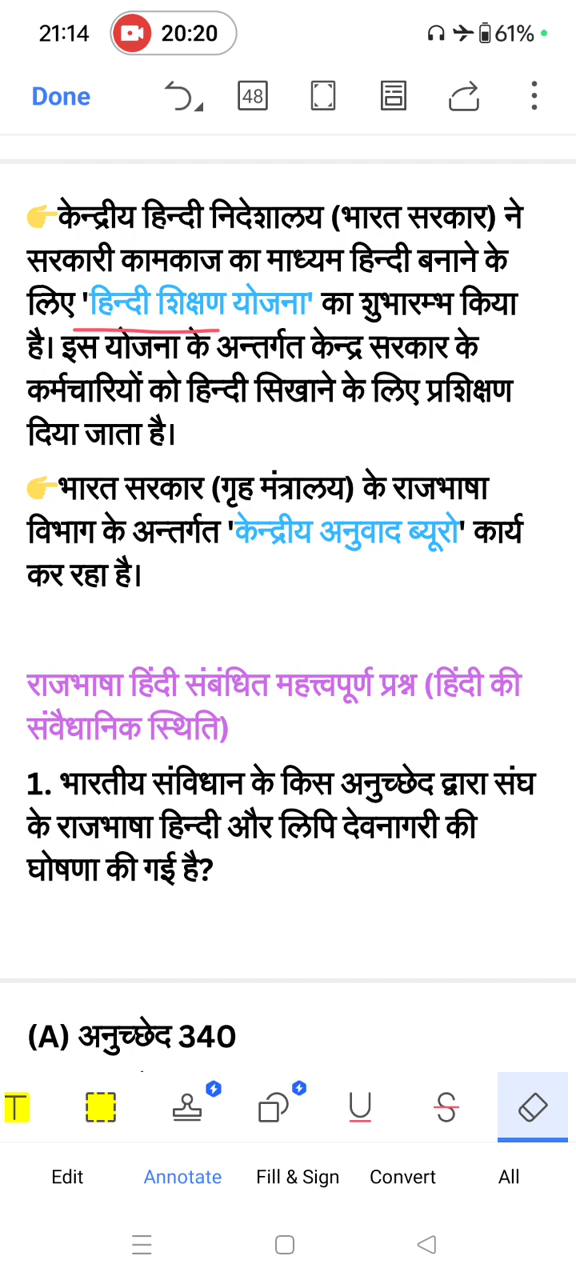 21:14
20:20
61%
Done
48
👉केन्द्रीय हिन्दी निदेशालय (भारत सरकार) ने
सरकारी कामकाज का माध्यम हिन्दी बनाने के
लिए 'हिन्दी शिक्षण योजना' का शुभारम्भ किया
है। इस योजना के अन्तर्गत केन्द्र सरकार के
कर्मचारियों को हिन्दी सिखाने के लिए प्रशिक्षण
दिया जाता है।
👉भारत सरकार (गृह मंत्रालय) के राजभाषा
विभाग के अन्तर्गत 'केन्द्रीय अनुवाद ब्यूरो' कार्य
कर रहा है।
राजभाषा हिंदी संबंधित महत्त्वपूर्ण प्रश्न (हिंदी की
संवैधानिक स्थिति)
1. भारतीय संविधान के किस अनुच्छेद द्वारा संघ
के राजभाषा हिन्दी और लिपि देवनागरी की
घोषणा की गई है?
(A) अनुच्छेद 340
T
U
S
Edit
Annotate
Fill & Sign
Convert
All